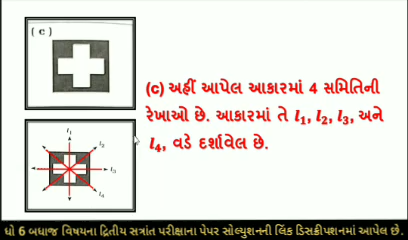 ( c )
(c) અહીં આપેલ આકારમાં 4 સમિતિની
રેખાઓ છે. આકારમાં તે l₁, l₂, l₃, અને
l₄, વડે દર્શાવેલ છે.
l₁
l₂
l₃
l₄
ધો 6 બધાજ વિષયના દ્વિતીય સત્રાંત પરીક્ષાના પેપર સોલ્યુશનની લિંક ડિસ્ક્રીપશનમાં આપેલ છે.